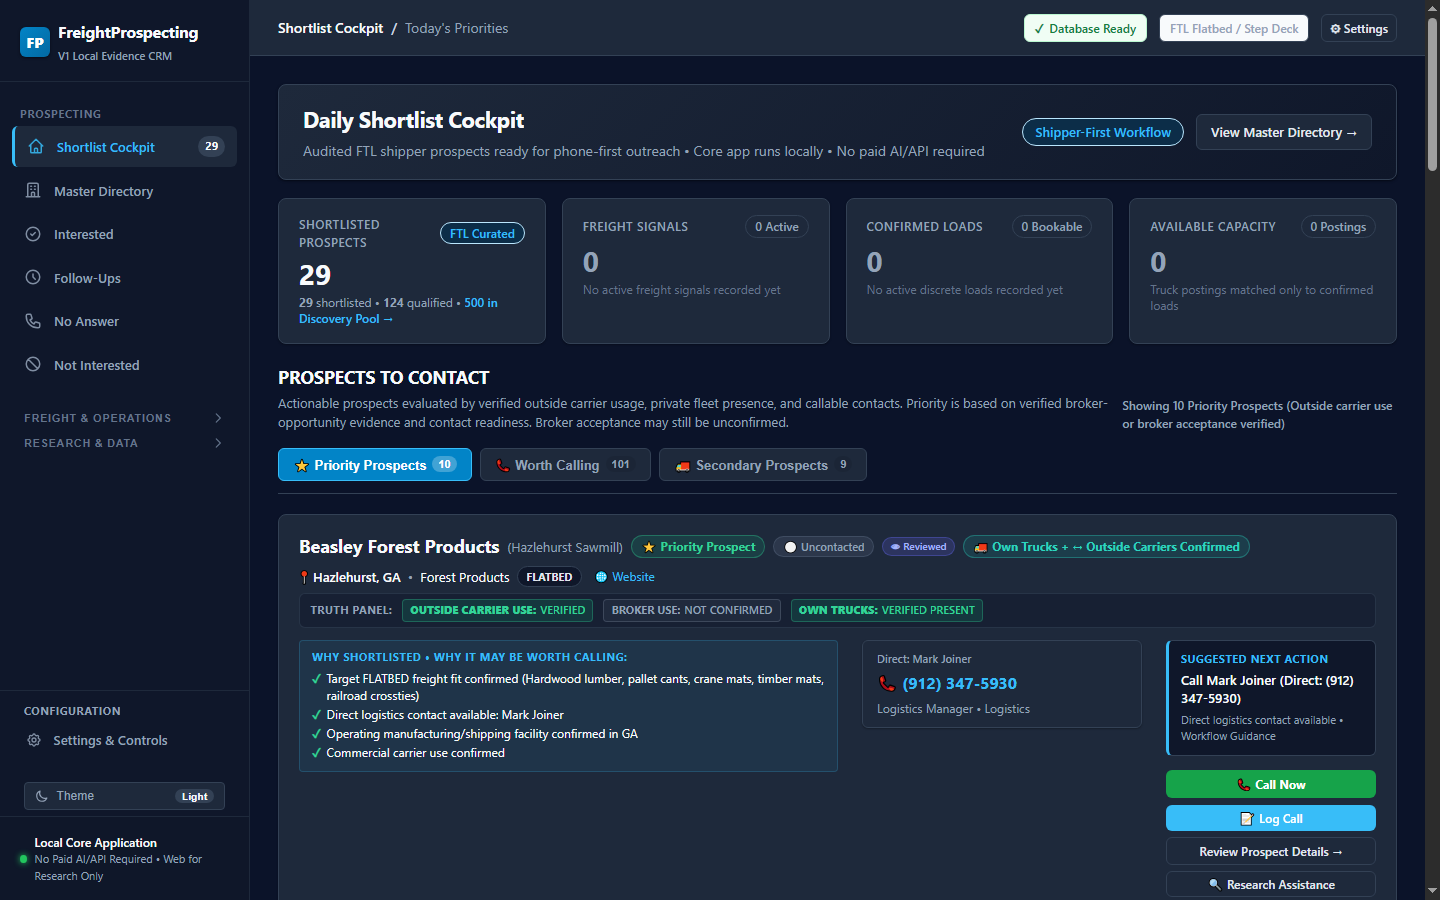 FP
FreightProspecting
V1 Local Evidence CRM
PROSPECTING
Shortlist Cockpit 29
Master Directory
Interested
Follow-Ups
No Answer
Not Interested
FREIGHT & OPERATIONS
RESEARCH & DATA
CONFIGURATION
Settings & Controls
Theme Light
Local Core Application
No Paid AI/API Required • Web for
Research Only
Shortlist Cockpit / Today's Priorities
✓ Database Ready
FTL Flatbed / Step Deck
⚙ Settings
Daily Shortlist Cockpit
Audited FTL shipper prospects ready for phone-first outreach • Core app runs locally • No paid AI/API required
Shipper-First Workflow
View Master Directory →
SHORTLISTED
PROSPECTS
FTL Curated
29
29 shortlisted • 124 qualified • 500 in
Discovery Pool →
FREIGHT SIGNALS
0 Active
0
No active freight signals recorded yet
CONFIRMED LOADS
0 Bookable
0
No active discrete loads recorded yet
AVAILABLE CAPACITY
0 Postings
0
Truck postings matched only to confirmed
loads
PROSPECTS TO CONTACT
Actionable prospects evaluated by verified outside carrier usage, private fleet presence, and callable contacts. Priority is based on verified broker-
opportunity evidence and contact readiness. Broker acceptance may still be unconfirmed.
Showing 10 Priority Prospects (Outside carrier use
or broker acceptance verified)
⭐ Priority Prospects 10
📞 Worth Calling 101
🚚 Secondary Prospects 9
Beasley Forest Products (Hazlehurst Sawmill)
⭐ Priority Prospect
⚪ Uncontacted
👁 Reviewed
🚚 Own Trucks + ↔ Outside Carriers Confirmed
📍 Hazlehurst, GA • Forest Products FLATBED 🌐 Website
TRUTH PANEL: OUTSIDE CARRIER USE: VERIFIED BROKER USE: NOT CONFIRMED OWN TRUCKS: VERIFIED PRESENT
WHY SHORTLISTED • WHY IT MAY BE WORTH CALLING:
✓ Target FLATBED freight fit confirmed (Hardwood lumber, pallet cants, crane mats, timber mats,
railroad crossties)
✓ Direct logistics contact available: Mark Joiner
✓ Operating manufacturing/shipping facility confirmed in GA
✓ Commercial carrier use confirmed
Direct: Mark Joiner
📞 (912) 347-5930
Logistics Manager • Logistics
SUGGESTED NEXT ACTION
Call Mark Joiner (Direct: (912)
347-5930)
Direct logistics contact available •
Workflow Guidance
📞 Call Now
📝 Log Call
Review Prospect Details →
🔍 Research Assistance